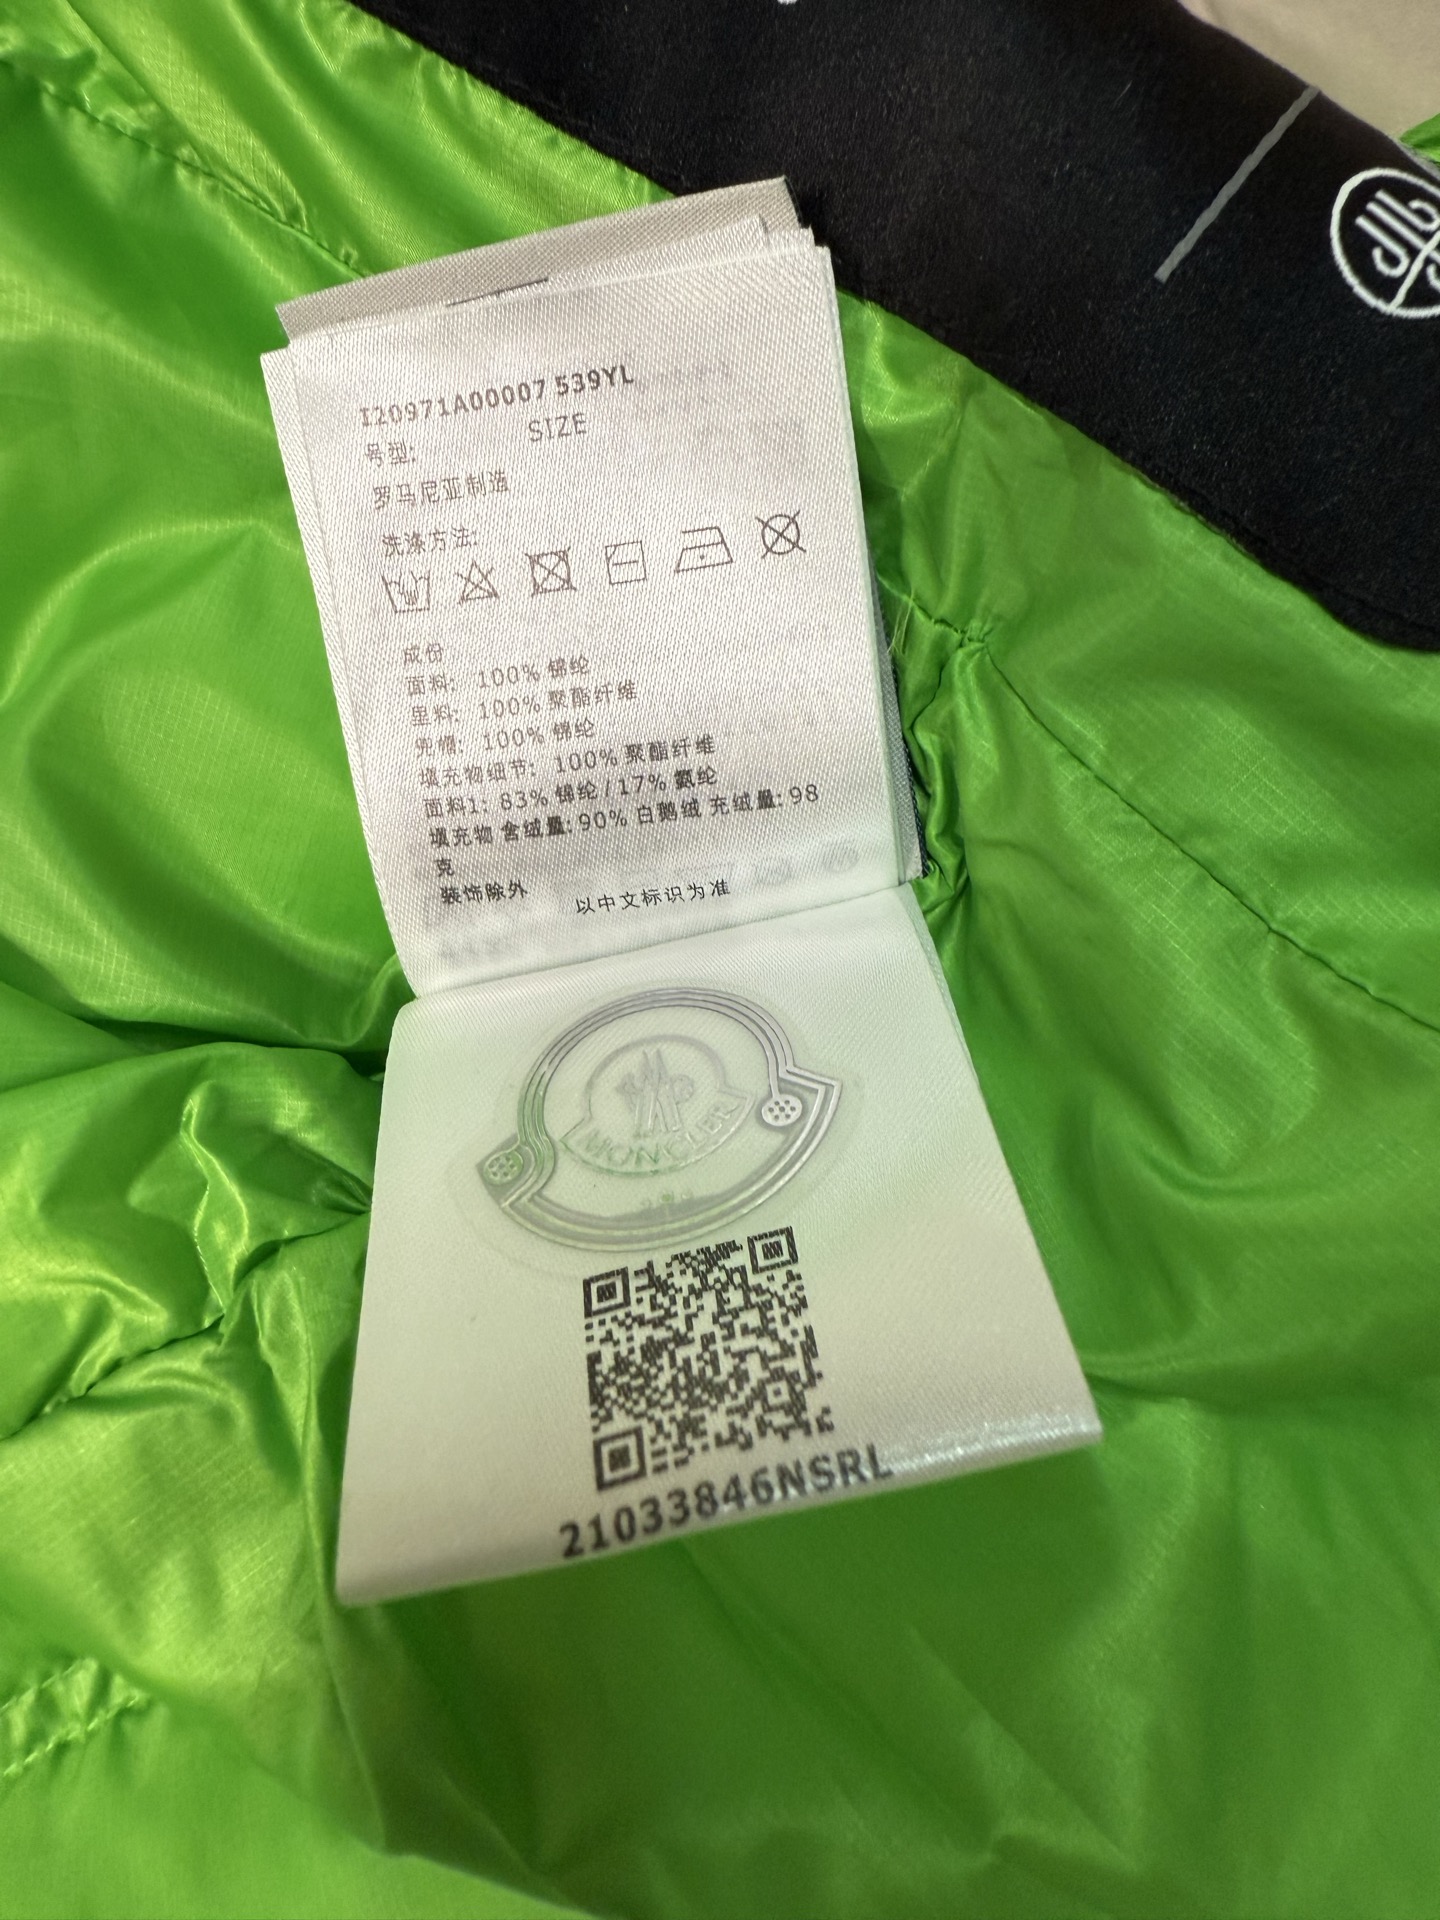 I20971A00007 539YL
号型: SIZE
罗马尼亚制造
洗涤方法:
成份
面料: 100% 锦纶
里料: 100% 聚酯纤维
兜帽: 100% 锦纶
填充物细节: 100% 聚酯纤维
面料1: 83% 锦纶/17% 氨纶
填充物 含绒量: 90% 白鹅绒 充绒量: 98
克
装饰除外 以中文标识为准
MONCLER
21033846NSRL